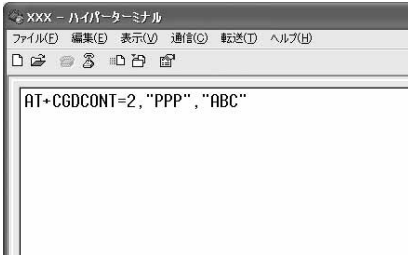 XXX - ハイパーターミナル
ファイル(F) 編集(E) 表示(V) 通信(C) 転送(T) ヘルプ(H)
AT+CGDCONT=2,"PPP","ABC"